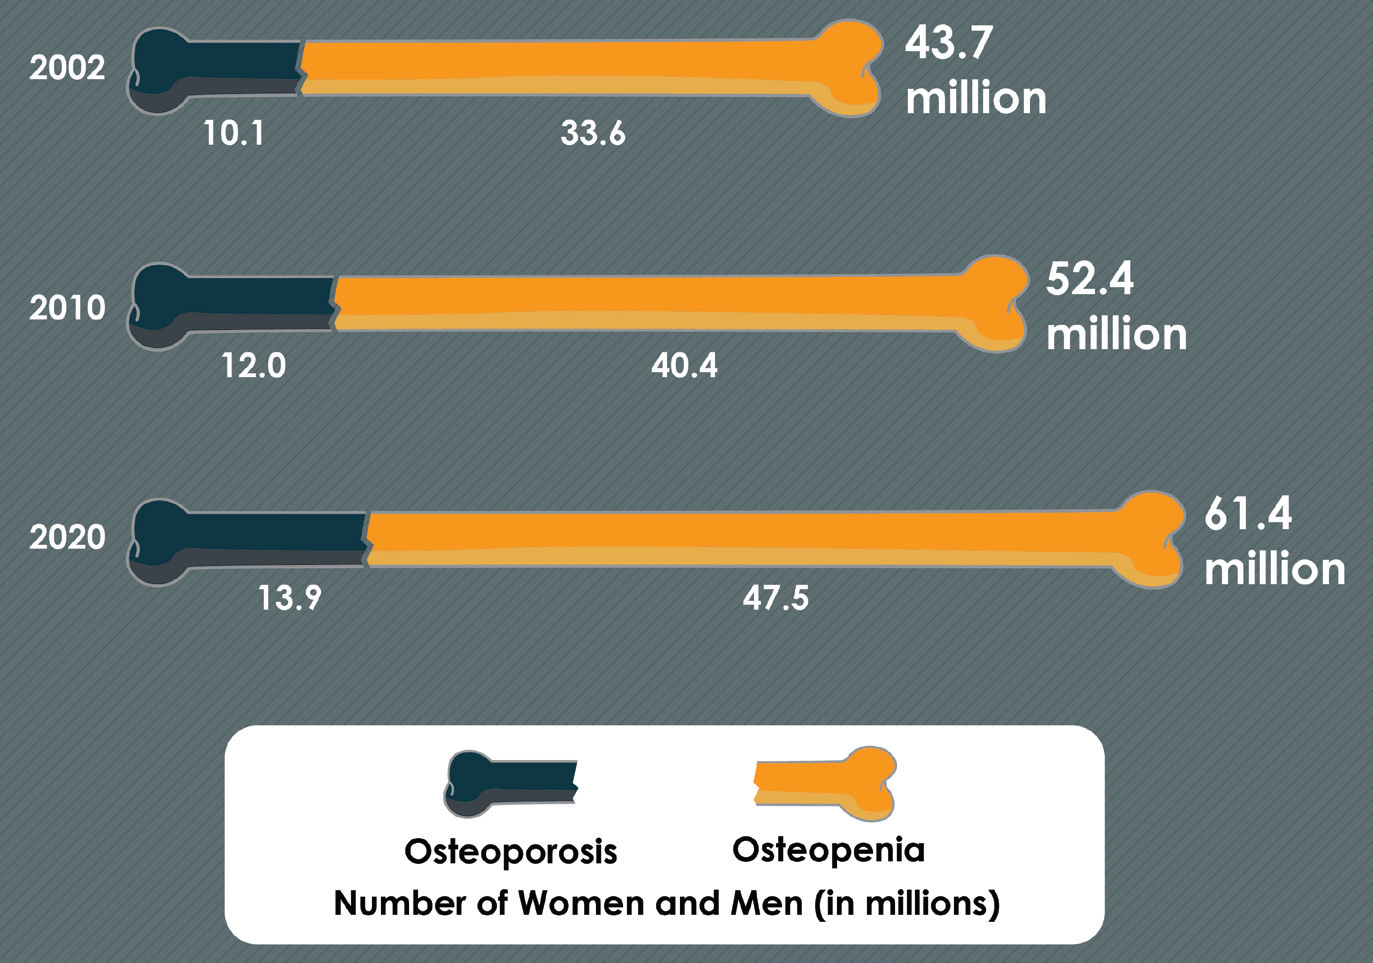 2002
43.7
million
10.1
33.6
2010
52.4
million
12.0
40.4
2020
61.4
million
13.9
47.5
Osteoporosis
Osteopenia
Number of Women and Men (in millions)